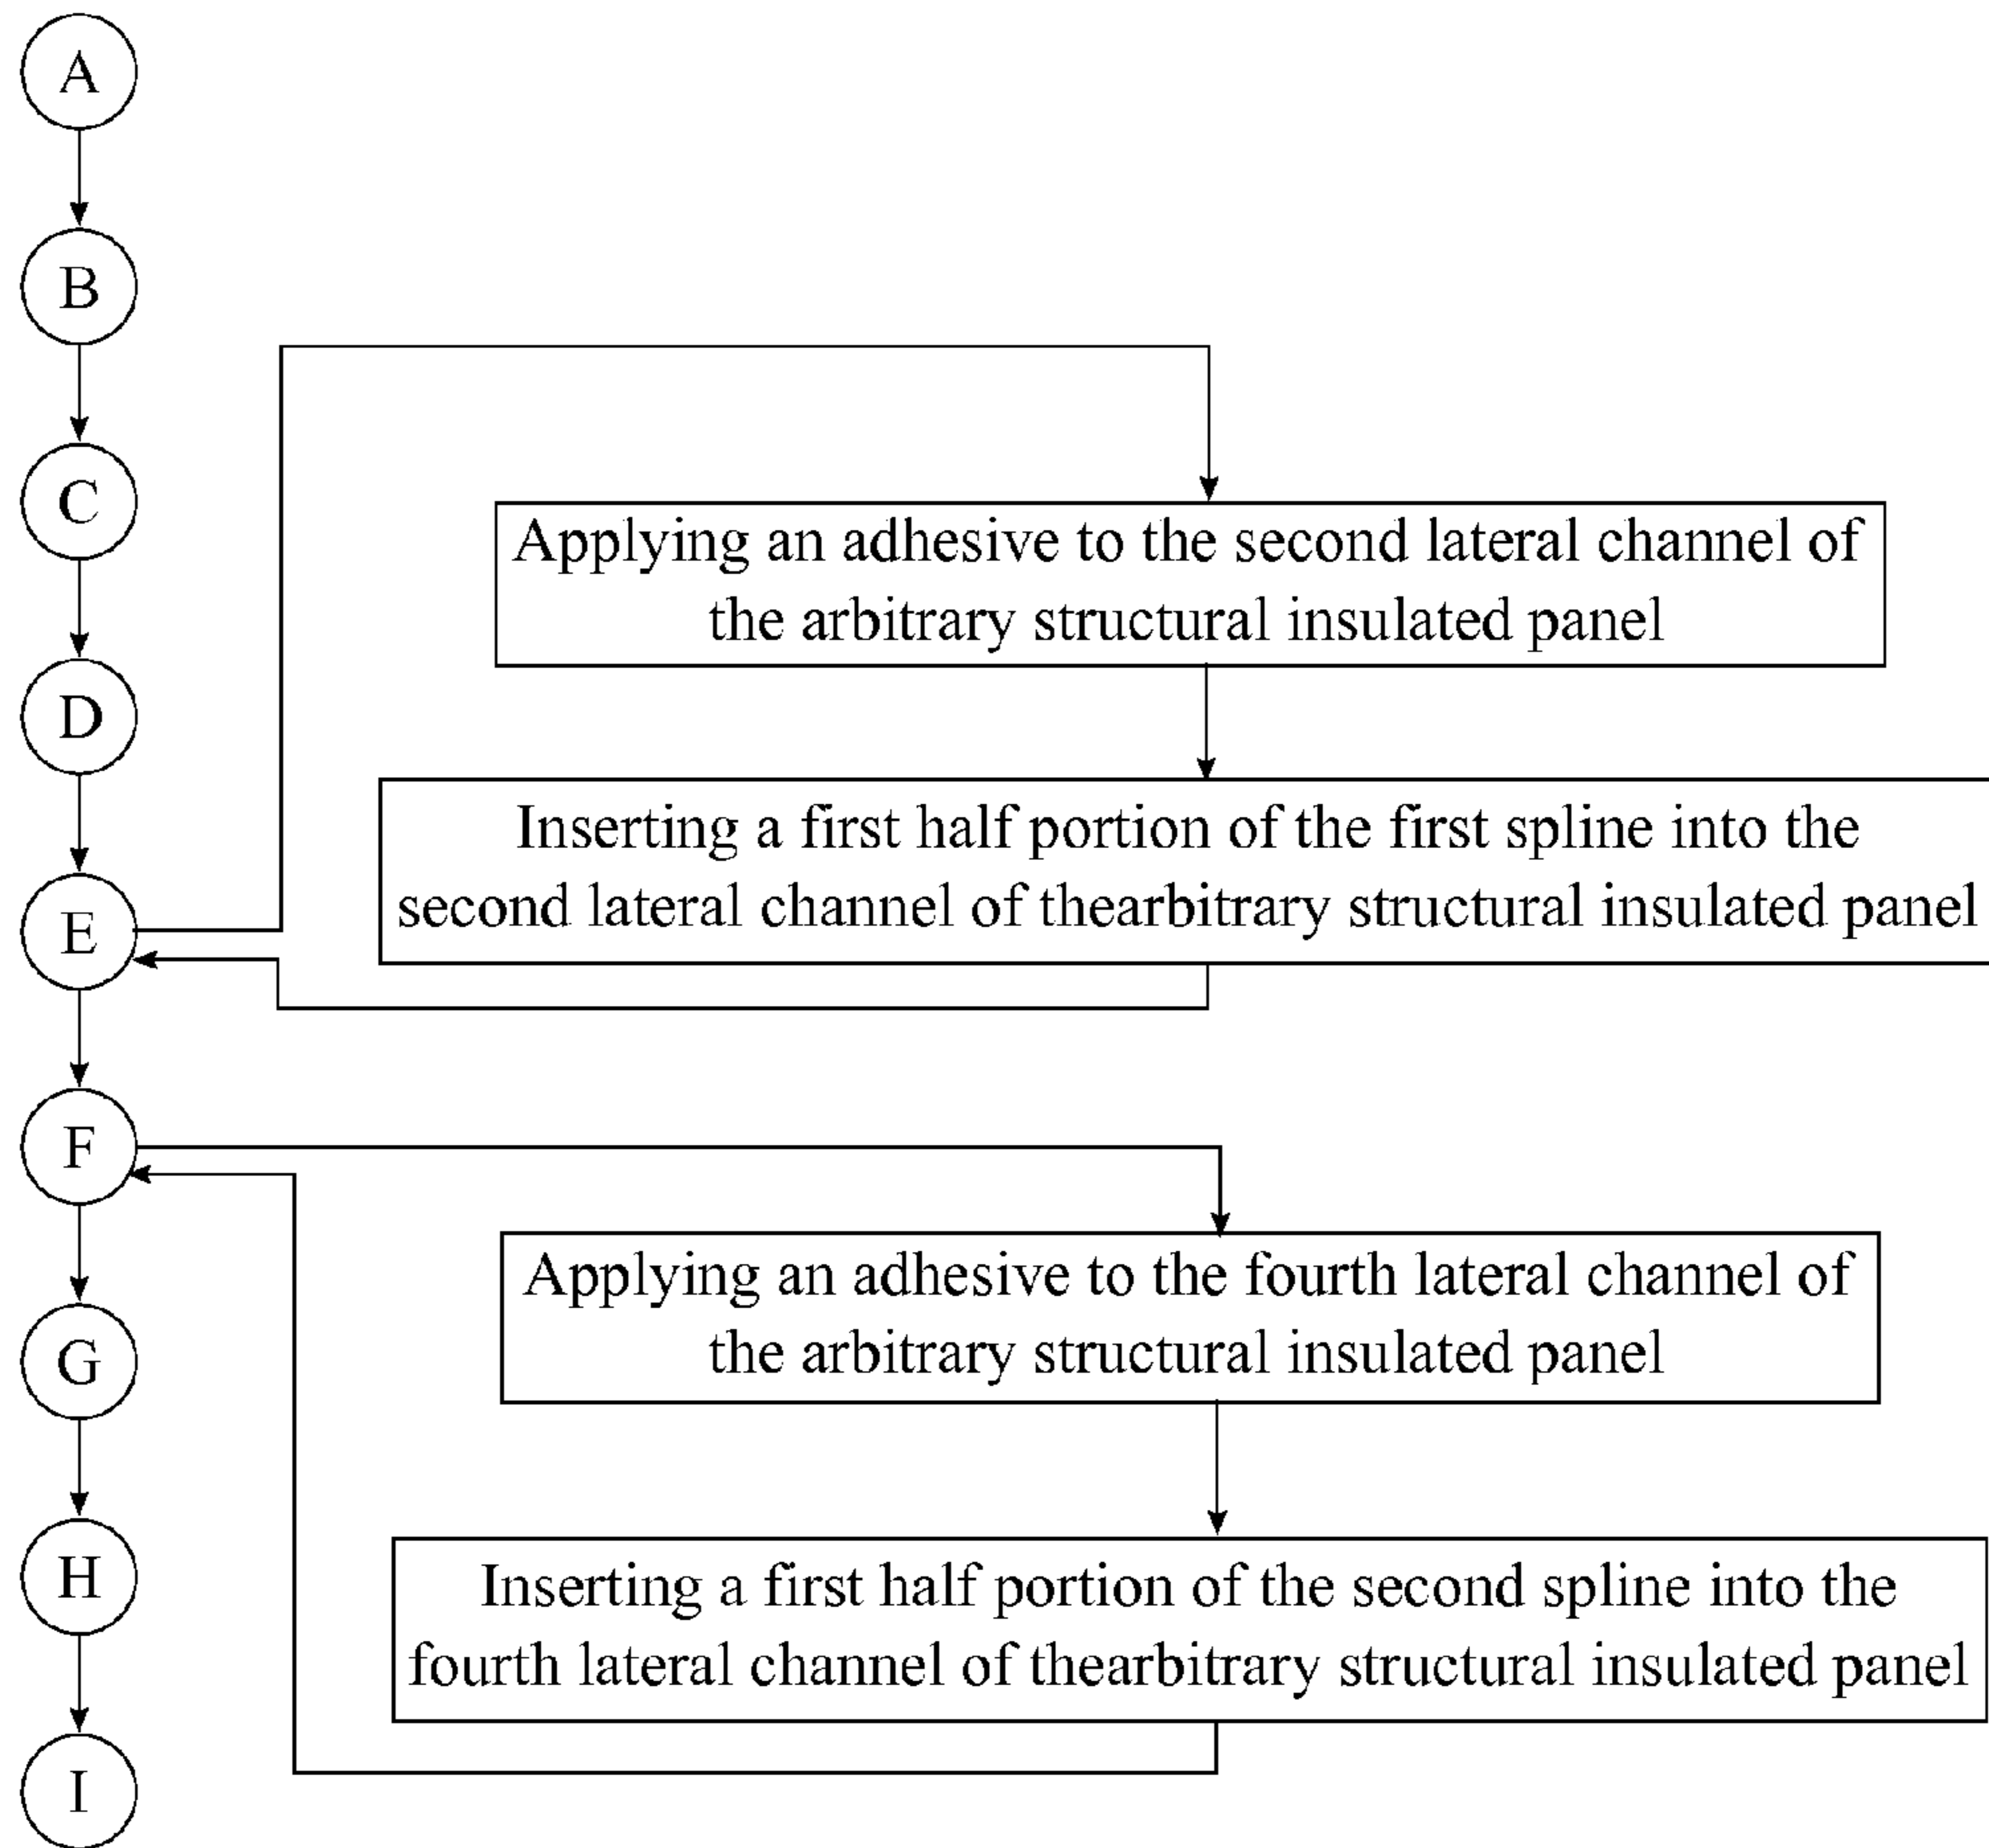 A
B
C
D
E
F
G
H
I
Applying an adhesive to the second lateral channel of
the arbitrary structural insulated panel
Inserting a first half portion of the first spline into the
second lateral channel of thearbitrary structural insulated panel
Applying an adhesive to the fourth lateral channel of
the arbitrary structural insulated panel
Inserting a first half portion of the second spline into the
fourth lateral channel of thearbitrary structural insulated panel